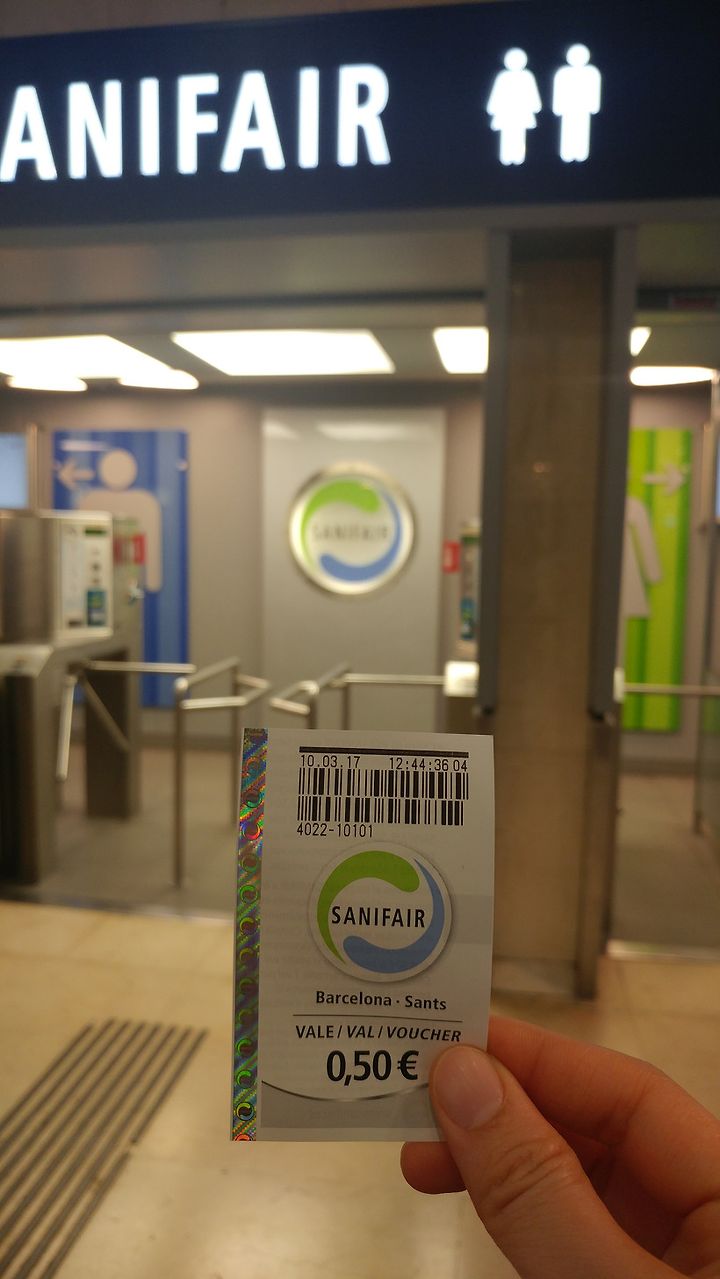 ANIFAIR
SANIFAIR
10.03.17 12:44:36 04
4022-10101
SANIFAIR
Barcelona · Sants
VALE / VAL / VOUCHER
0,50 €